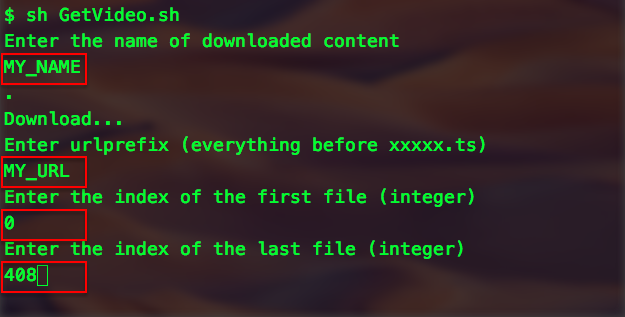 $ sh GetVideo.sh
Enter the name of downloaded content
MY_NAME
.
Download...
Enter urlprefix (everything before xxxxx.ts)
MY_URL
Enter the index of the first file (integer)
0
Enter the index of the last file (integer)
408